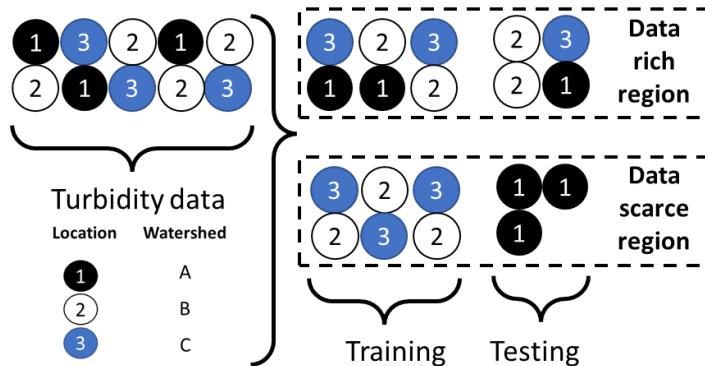 1 3 2 1 2
2 1 3 2 3
Turbidity data
Location Watershed
1 A
2 B
3 C
3 2 3
1 1 2
2 3
2 1
Data
rich
region
3 2 3
2 3 2
1 1
1
Data
scarce
region
Training Testing